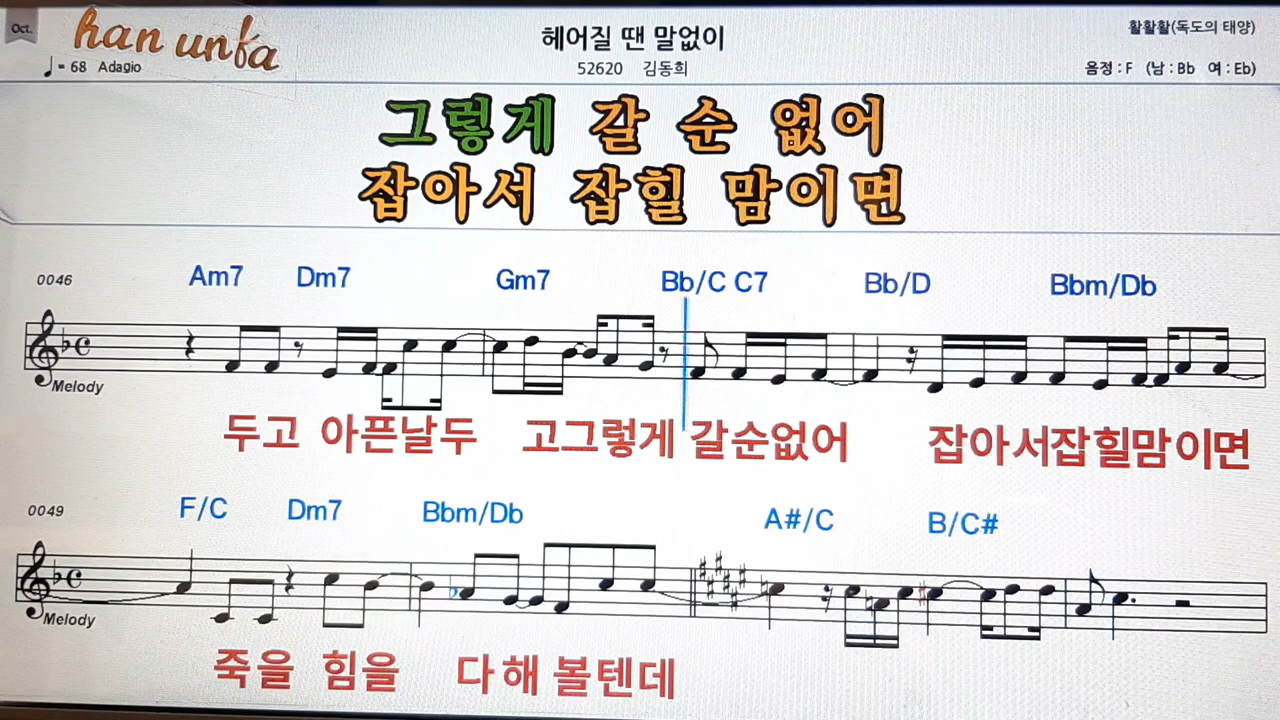 Oct.
han unfa
헤어질 땐 말없이
활활활(독도의 태양)
♩= 68 Adagio
52620 김동희
음정 : F (남 : Bb 여 : Eb)
그렇게 갈 순 없어
잡아서 잡힐 맘이면
0046 Am7 Dm7 Gm7 Bb/C C7 Bb/D Bbm/Db
Melody
두고 아픈날두 고그렇게 갈순없어 잡아서잡힐맘이면
0049 F/C Dm7 Bbm/Db A#/C B/C#
Melody
죽을 힘을 다해 볼텐데